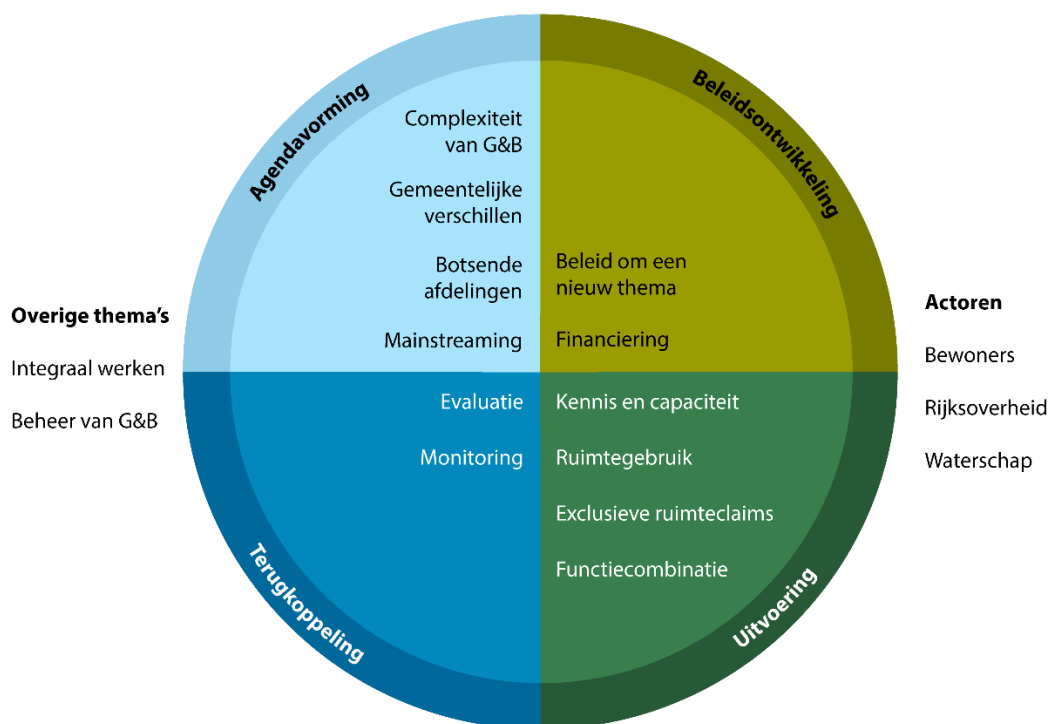 Agendavorming
Complexiteit
van G&B
Gemeentelijke
verschillen
Botsende
afdelingen
Mainstreaming
Beleidsontwikkeling
Beleid om een
nieuw thema
Financiering
Overige thema's
Integraal werken
Beheer van G&B
Actoren
Bewoners
Rijksoverheid
Waterschap
Evaluatie
Monitoring
Terugkoppeling
Kennis en capaciteit
Ruimtegebruik
Exclusieve ruimteclaims
Functiecombinatie
Uitvoering